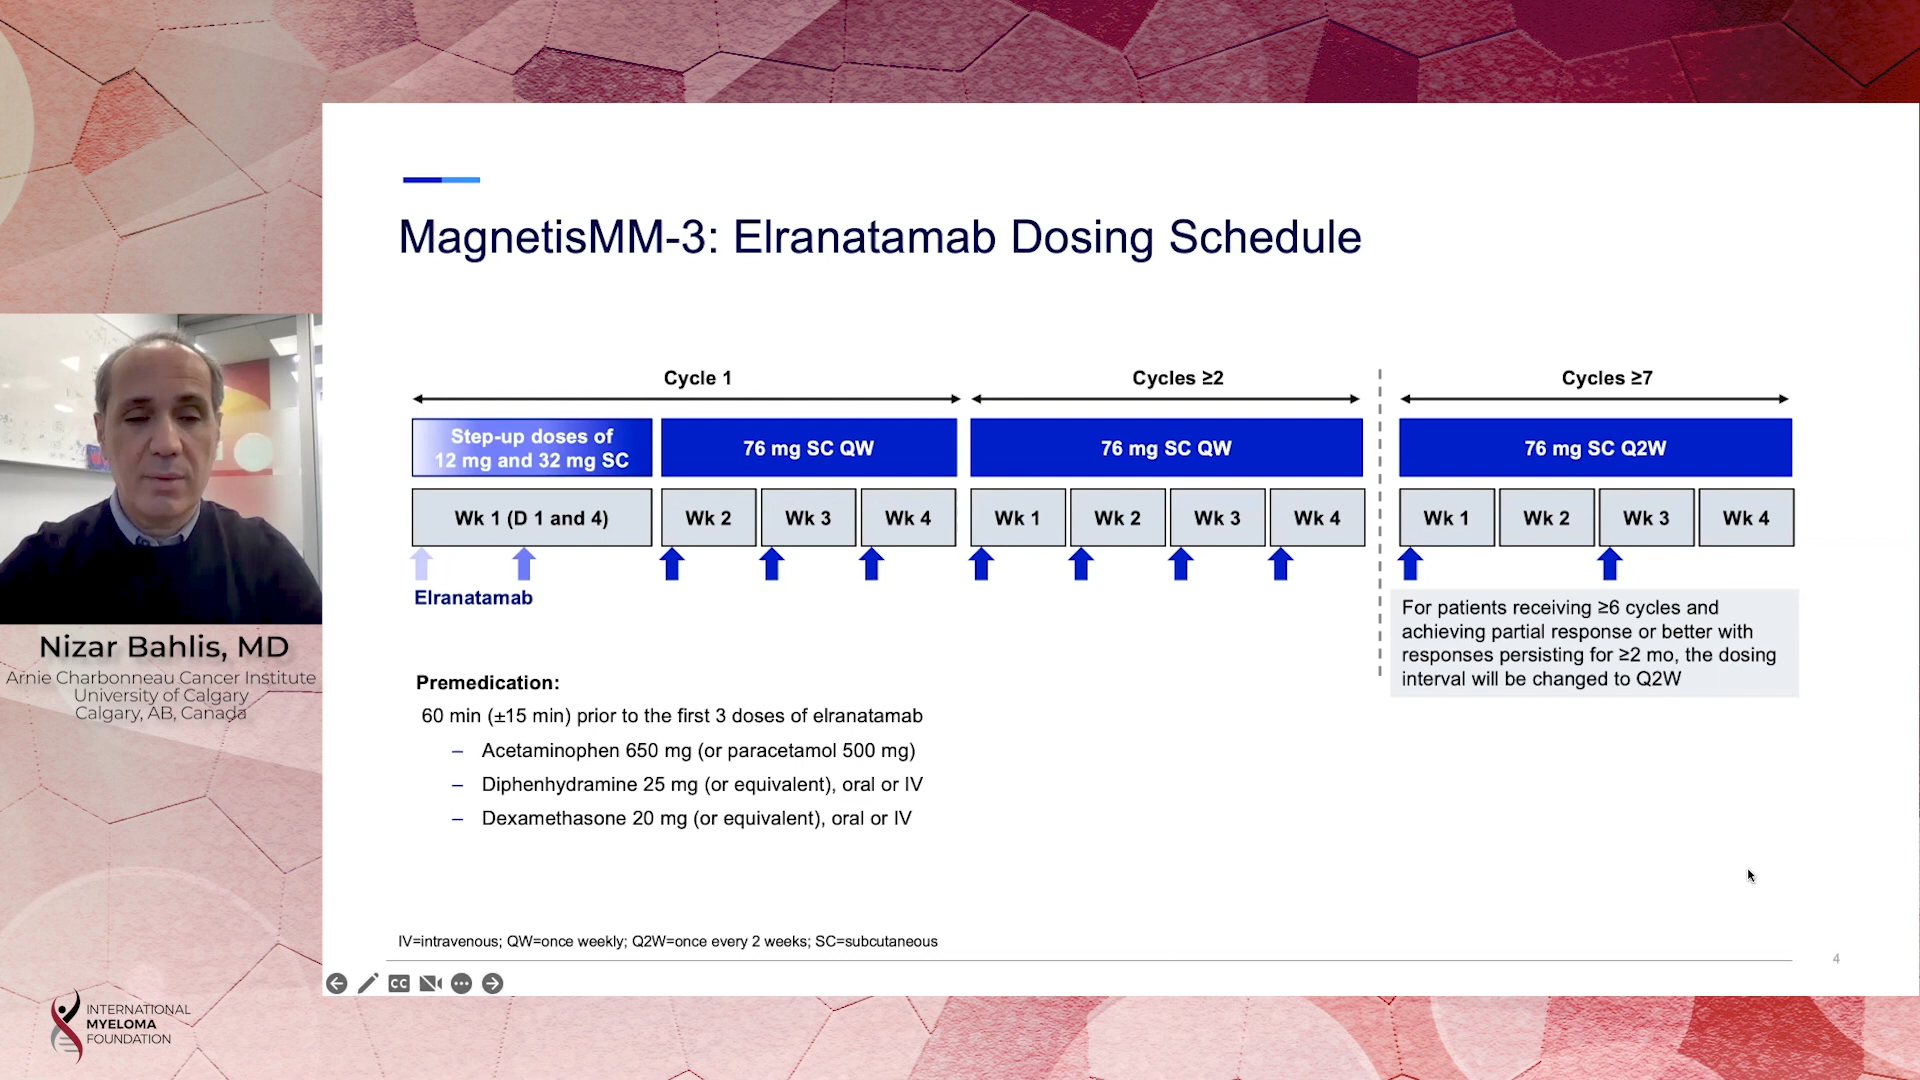 MagnetisMM-3: Elranatamab Dosing Schedule
Cycle 1
Cycles ≥2
Cycles ≥7
Step-up doses of
12 mg and 32 mg SC
76 mg SC QW
76 mg SC QW
76 mg SC Q2W
Wk 1 (D 1 and 4)
Wk 2
Wk 3
Wk 4
Wk 1
Wk 2
Wk 3
Wk 4
Wk 1
Wk 2
Wk 3
Wk 4
Elranatamab
For patients receiving ≥6 cycles and
achieving partial response or better with
responses persisting for ≥2 mo, the dosing
interval will be changed to Q2W
Nizar Bahlis, MD
Arnie Charbonneau Cancer Institute
University of Calgary
Calgary, AB, Canada
Premedication:
60 min (±15 min) prior to the first 3 doses of elranatamab
– Acetaminophen 650 mg (or paracetamol 500 mg)
– Diphenhydramine 25 mg (or equivalent), oral or IV
– Dexamethasone 20 mg (or equivalent), oral or IV
IV=intravenous; QW=once weekly; Q2W=once every 2 weeks; SC=subcutaneous
4
CC
INTERNATIONAL
MYELOMA
FOUNDATION